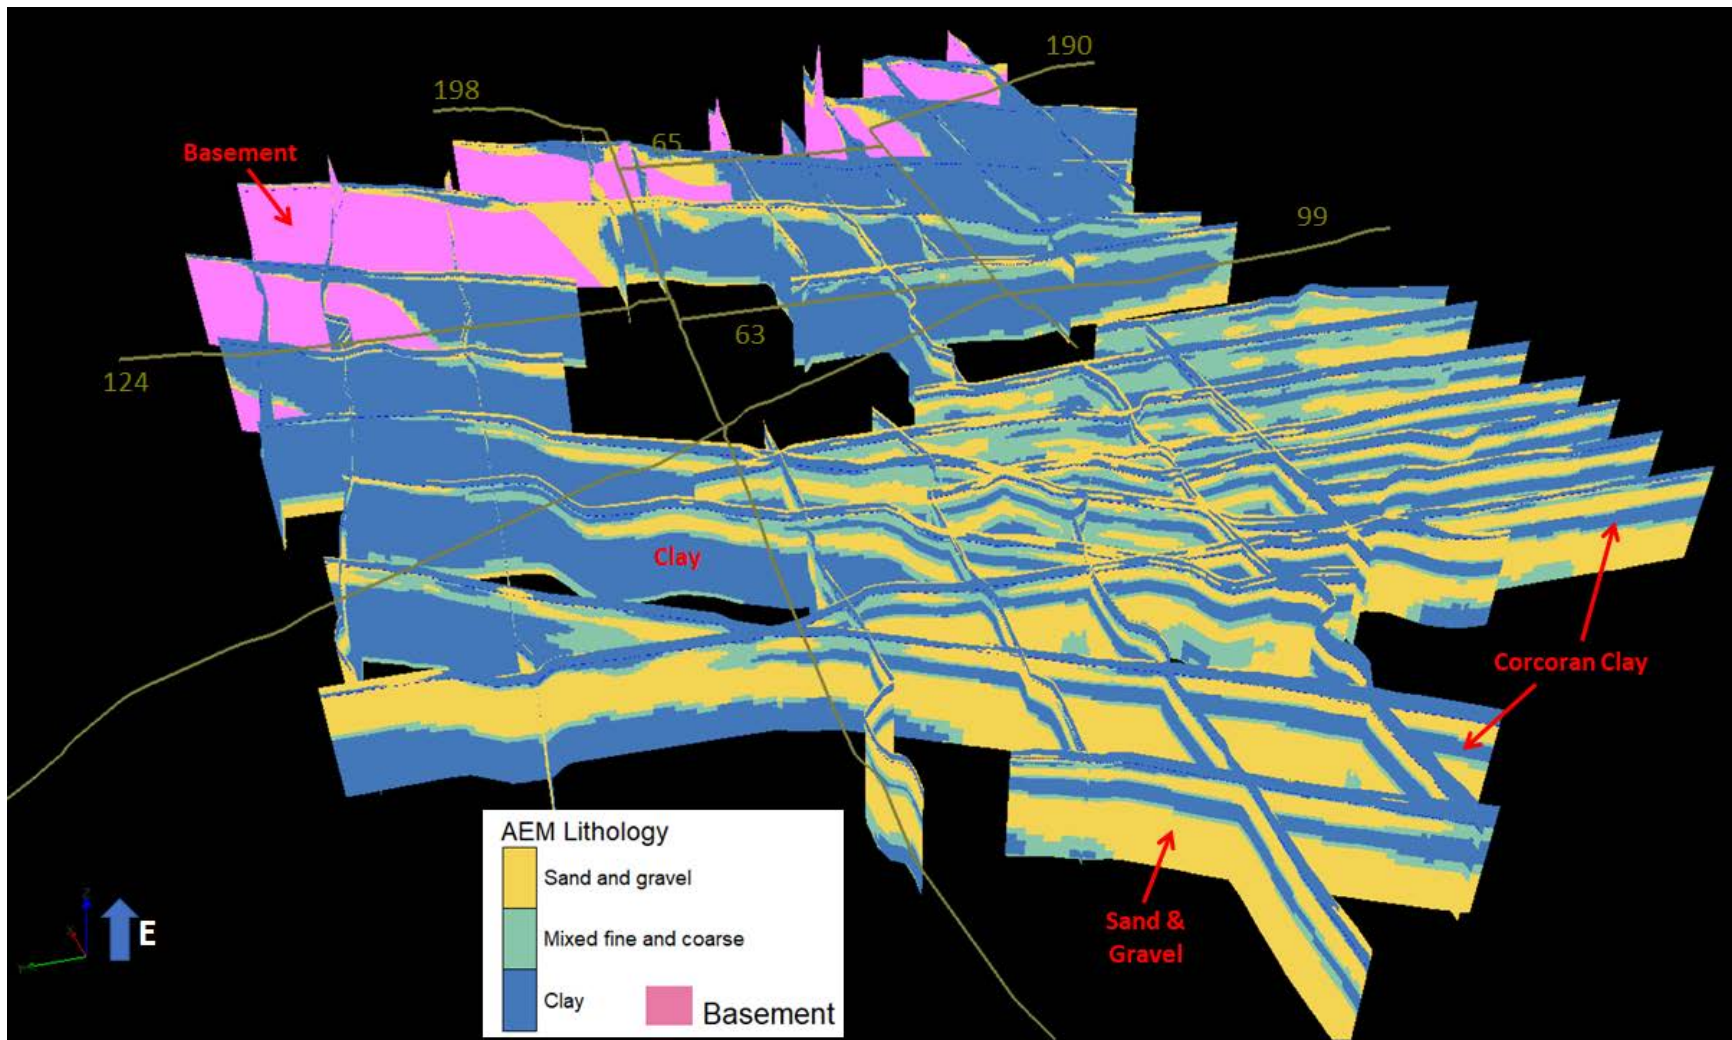 190
198
65
Basement
99
63
124
Clay
Corcoran Clay
AEM Lithology
Sand and gravel
Mixed fine and coarse
Clay
Basement
Sand &
Gravel
E
Z
X
Y